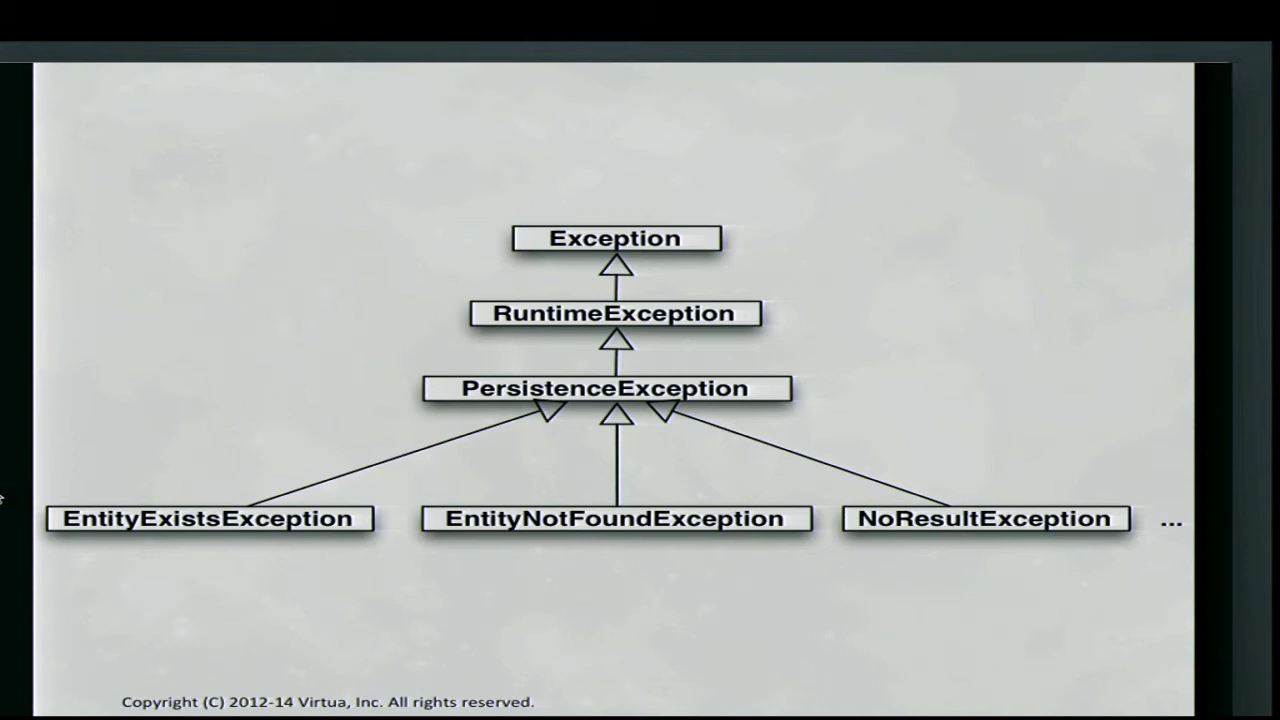 Exception
RuntimeException
PersistenceException
EntityExistsException
EntityNotFoundException
NoResultException
...
Copyright (C) 2012-14 Virtua, Inc. All rights reserved.